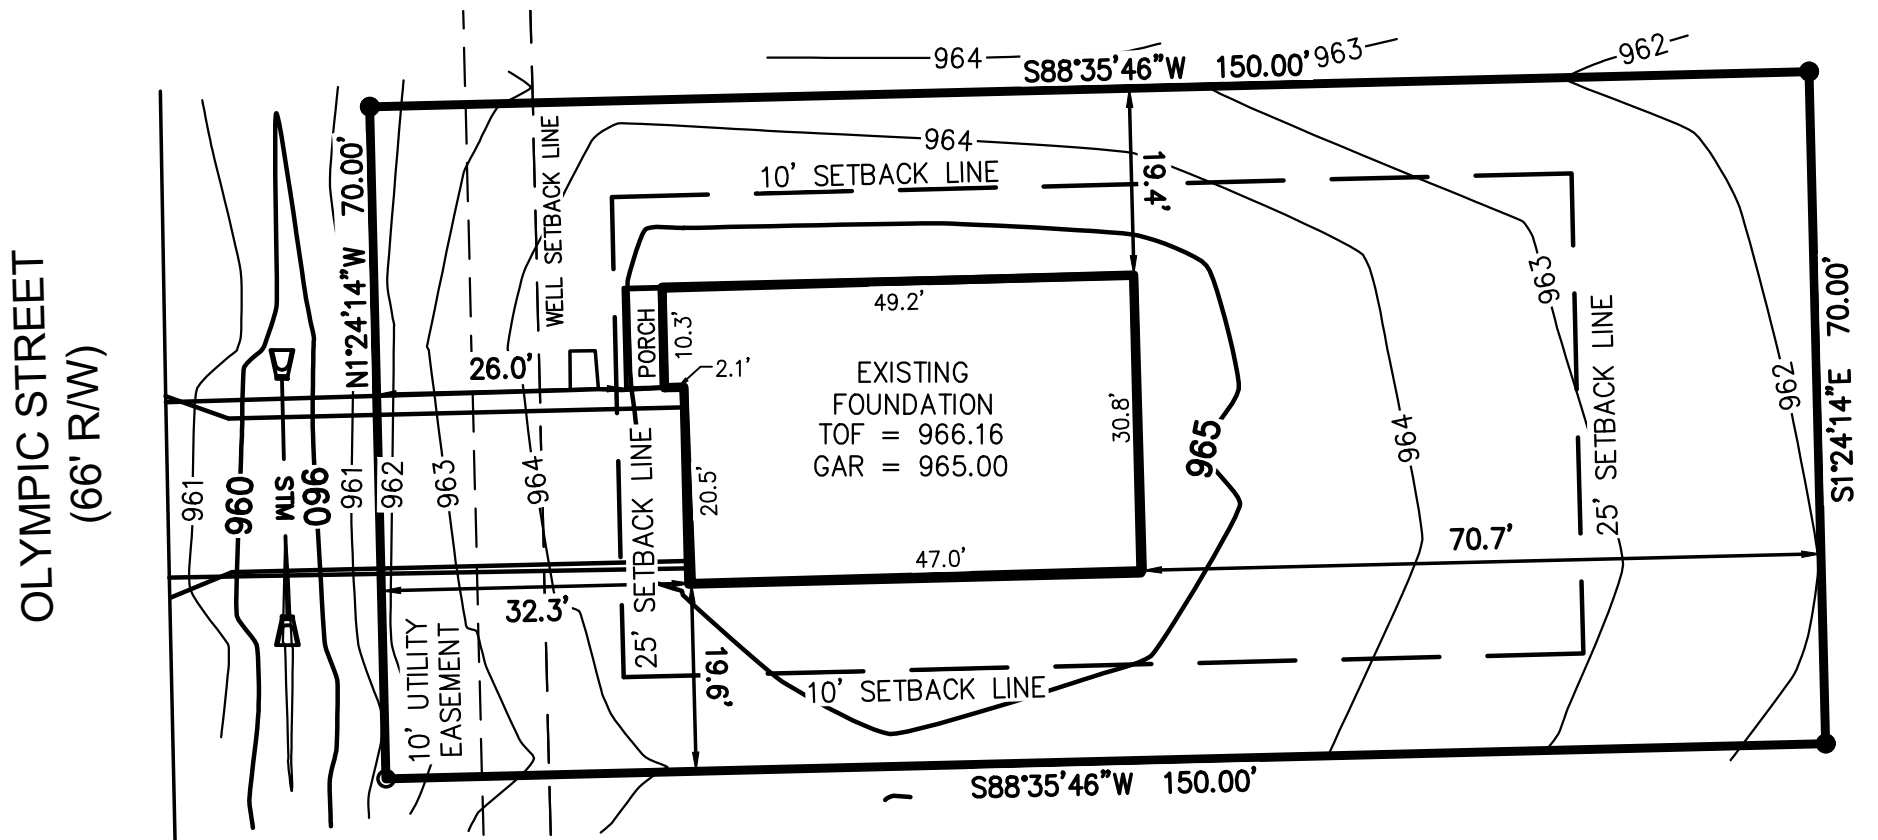 964
S88°35'46"W 150.00'
963
962
OLYMPIC STREET
(66' R/W)
N1°24'14"W 70.00'
WELL SETBACK LINE
964
10' SETBACK LINE
19.4'
963
25' SETBACK LINE
962
S1°24'14"E 70.00'
49.2'
PORCH
10.3'
2.1'
26.0'
EXISTING
FOUNDATION
TOF = 966.16
GAR = 965.00
30.8'
965
964
961
960
STM
960
961
962
963
964
25' SETBACK LINE
20.5'
47.0'
70.7'
32.3'
10' UTILITY
EASEMENT
19.6'
10' SETBACK LINE
S88°35'46"W 150.00'